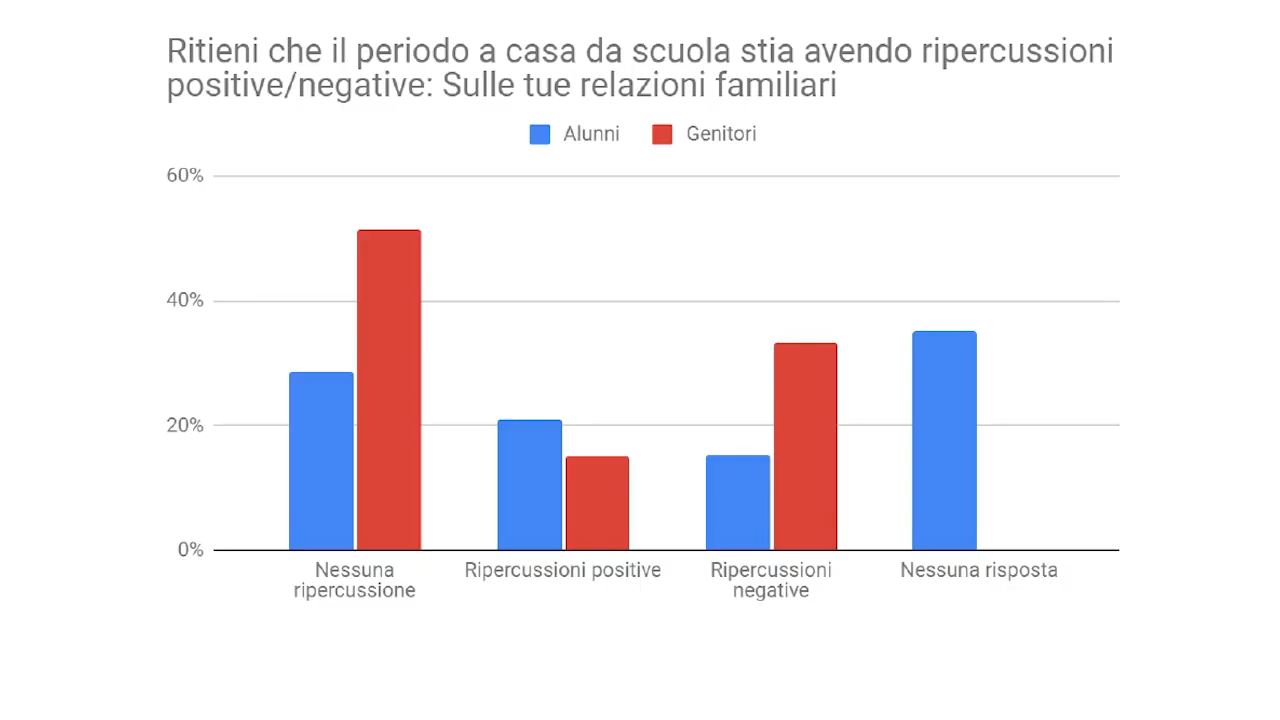 Ritieni che il periodo a casa da scuola stia avendo ripercussioni
positive/negative: Sulle tue relazioni familiari
Alunni
Genitori
60%
40%
20%
0%
Nessuna
ripercussione
Ripercussioni positive
Ripercussioni
negative
Nessuna risposta